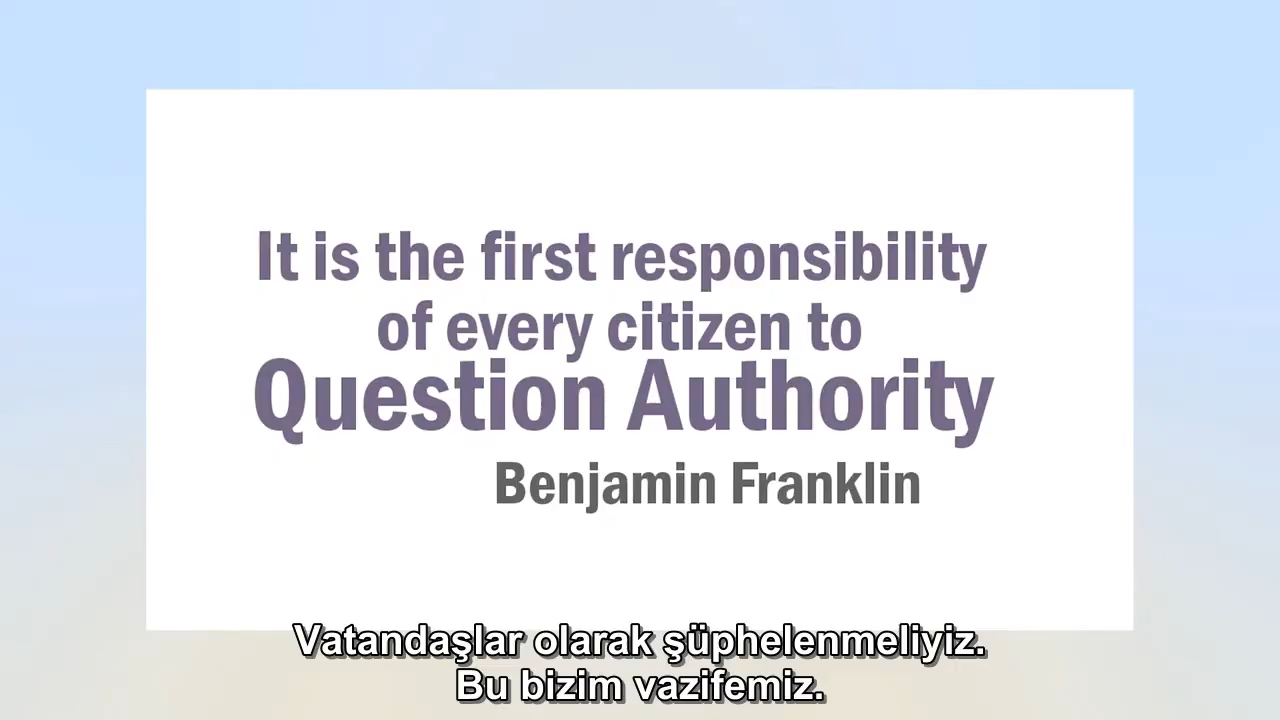 It is the first responsibility
of every citizen to
Question Authority
Benjamin Franklin
Vatandaşlar olarak şüphelenmeliyiz.
Bu bizim vazifemiz.